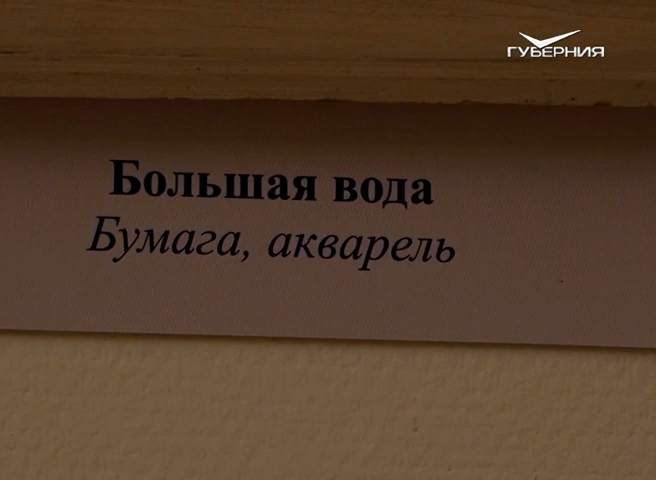 ГУБЕРНИЯ
Большая вода
Бумага, акварель